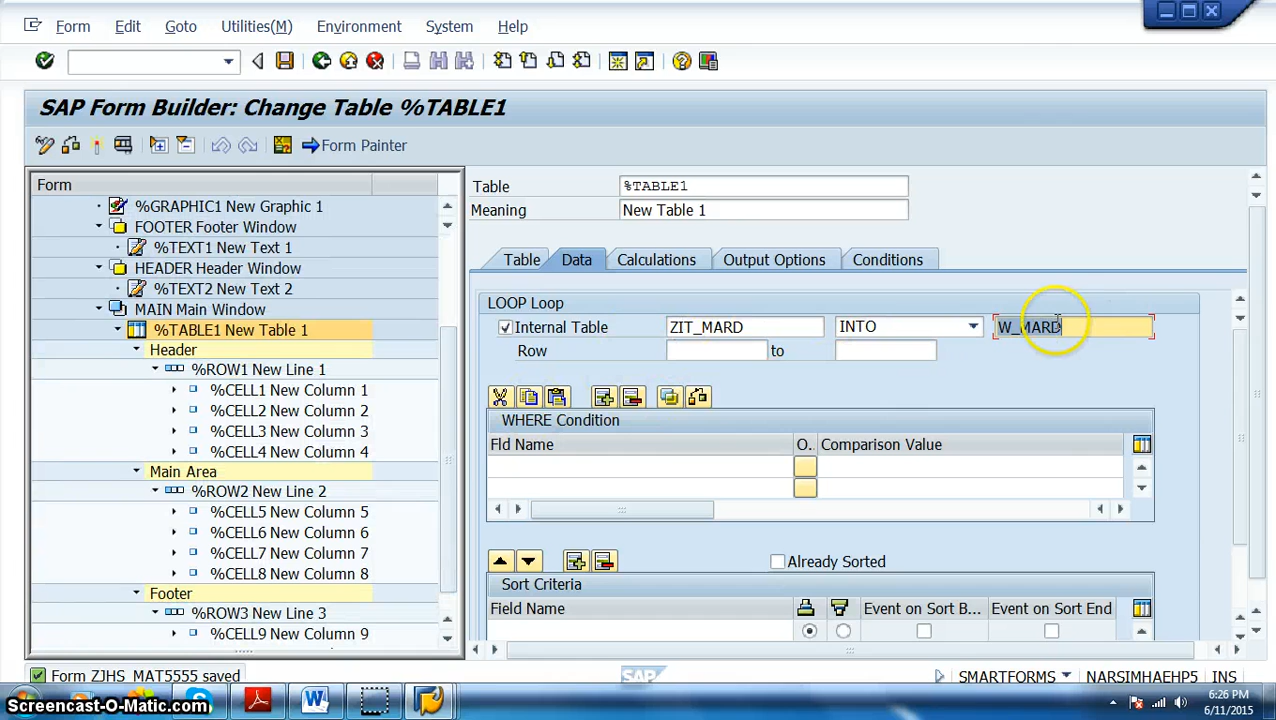 Form Edit Goto Utilities(M) Environment System Help
SAP Form Builder: Change Table %TABLE1
Form Painter
Form
%GRAPHIC1 New Graphic 1
FOOTER Footer Window
%TEXT1 New Text 1
HEADER Header Window
%TEXT2 New Text 2
MAIN Main Window
%TABLE1 New Table 1
Header
%ROW1 New Line 1
%CELL1 New Column 1
%CELL2 New Column 2
%CELL3 New Column 3
%CELL4 New Column 4
Main Area
%ROW2 New Line 2
%CELL5 New Column 5
%CELL6 New Column 6
%CELL7 New Column 7
%CELL8 New Column 8
Footer
%ROW3 New Line 3
%CELL9 New Column 9
Table %TABLE1
Meaning New Table 1
Table Data Calculations Output Options Conditions
LOOP Loop
Internal Table ZIT_MARD INTO W_MARD
Row to
WHERE Condition
Fld Name O.. Comparison Value
Already Sorted
Sort Criteria
Field Name Event on Sort B... Event on Sort End
Form ZJHS_MAT5555 saved
SAP
SMARTFORMS NARSIMHAEHP5 INS
Screencast-O-Matic.com
6:26 PM
6/11/2015